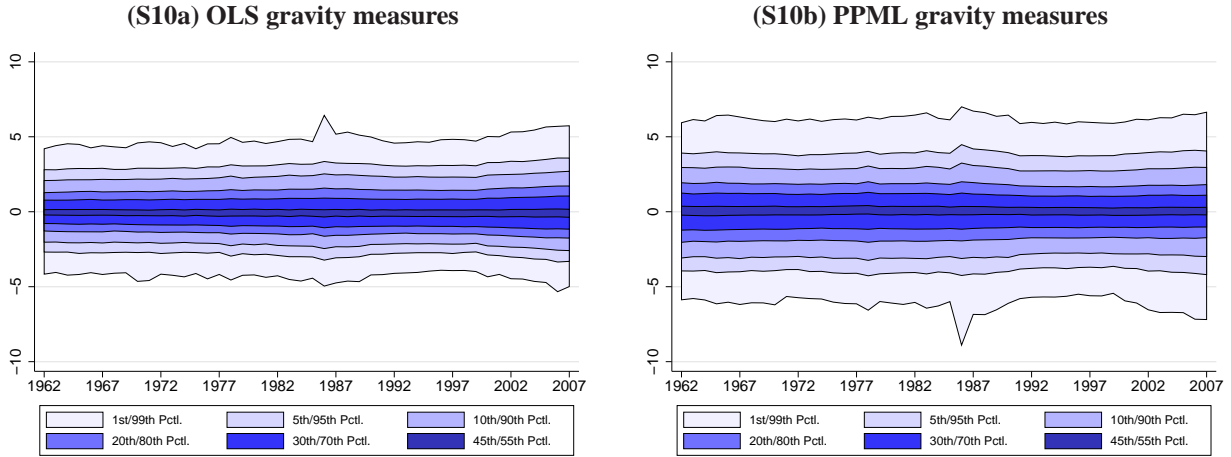 (S10a) OLS gravity measures
10
5
0
−5
−10
1962 1967 1972 1977 1982 1987 1992 1997 2002 2007
1st/99th Pctl. 5th/95th Pctl. 10th/90th Pctl.
20th/80th Pctl. 30th/70th Pctl. 45th/55th Pctl.
(S10b) PPML gravity measures
10
5
0
−5
−10
1962 1967 1972 1977 1982 1987 1992 1997 2002 2007
1st/99th Pctl. 5th/95th Pctl. 10th/90th Pctl.
20th/80th Pctl. 30th/70th Pctl. 45th/55th Pctl.